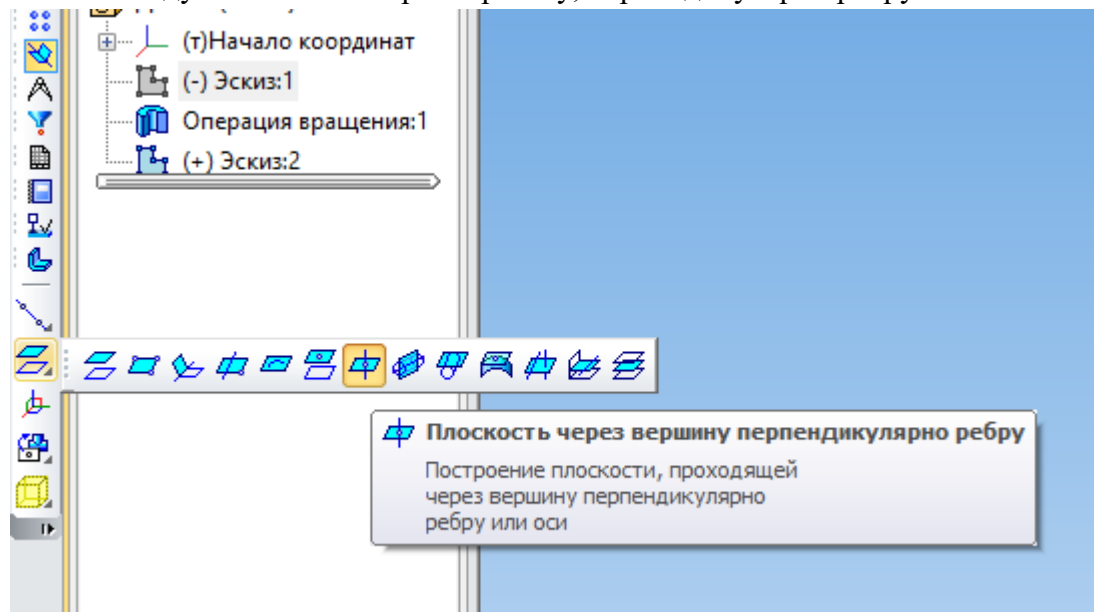 (т)Начало координат
(-) Эскиз:1
Операция вращения:1
(+) Эскиз:2
Плоскость через вершину перпендикулярно ребру
Построение плоскости, проходящей
через вершину перпендикулярно
ребру или оси